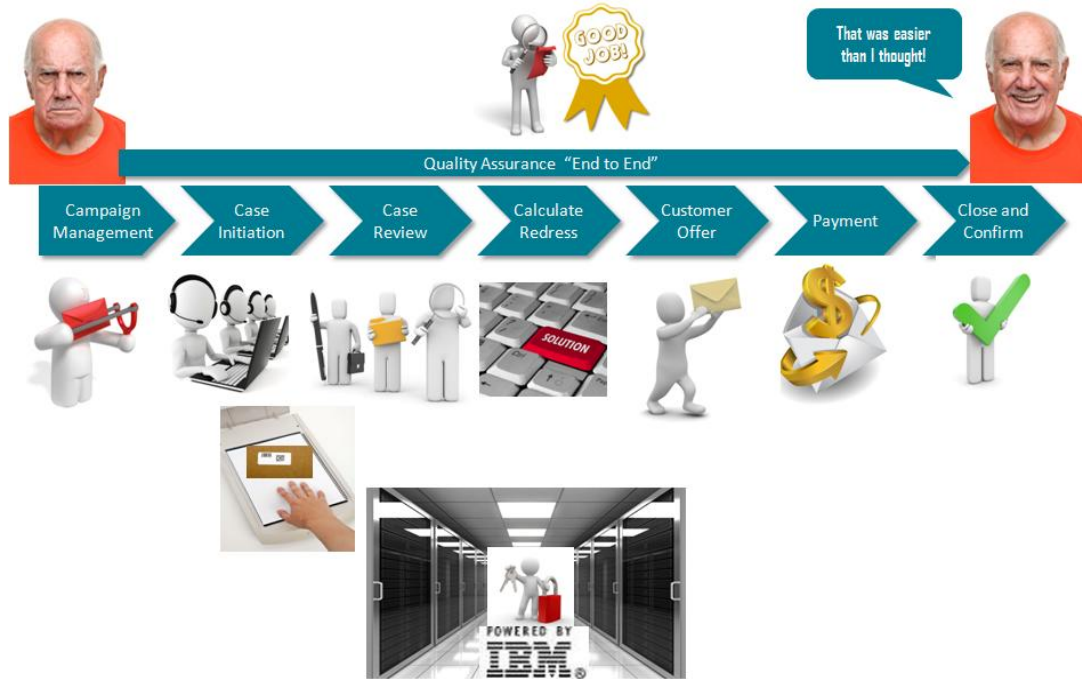 GOOD
JOB!
That was easier
than I thought!
Quality Assurance “End to End”
Campaign
Management
Case
Initiation
Case
Review
Calculate
Redress
Customer
Offer
Payment
Close and
Confirm
SOLUTION
Ctrl
POWERED BY
IBM®